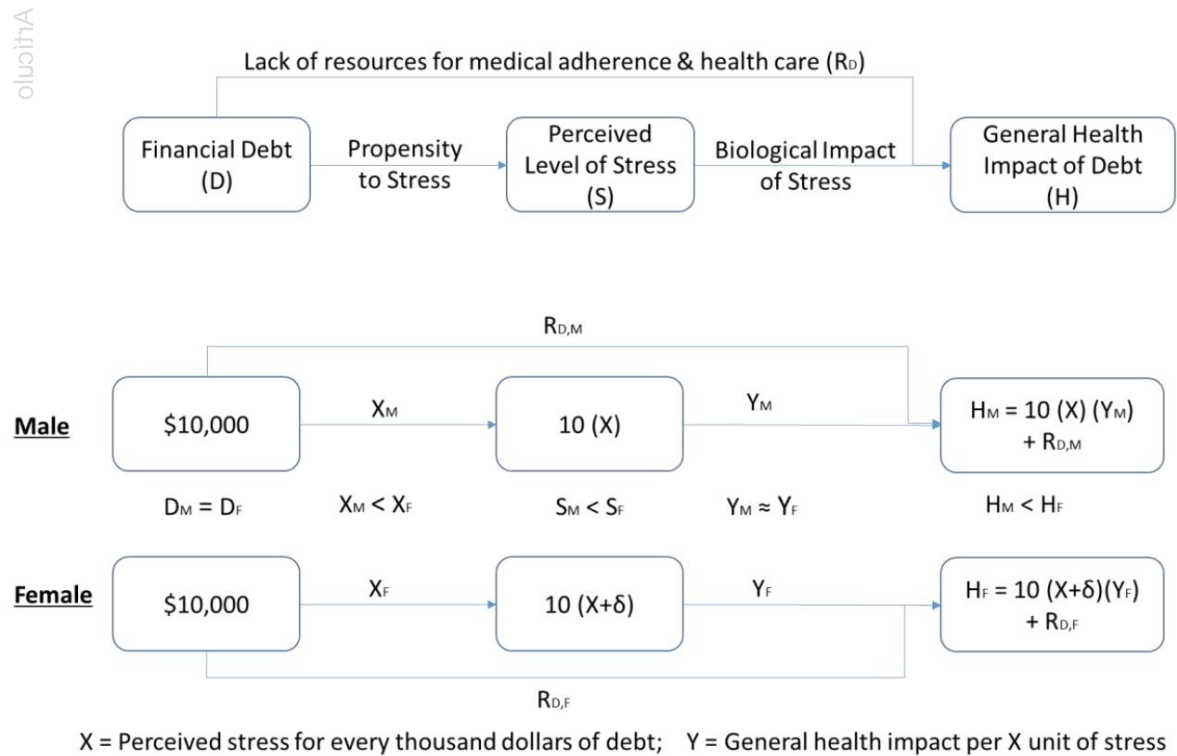 Artículo
Lack of resources for medical adherence & health care (RD)
Financial Debt
(D)
Propensity
to Stress
Perceived
Level of Stress
(S)
Biological Impact
of Stress
General Health
Impact of Debt
(H)
RD,M
Male
$10,000
XM
10 (X)
YM
HM = 10 (X) (YM)
+ RD,M
DM = DF
XM < XF
SM < SF
YM ≈ YF
HM < HF
Female
$10,000
XF
10 (X+δ)
YF
HF = 10 (X+δ)(YF)
+ RD,F
RD,F
X = Perceived stress for every thousand dollars of debt; Y = General health impact per X unit of stress